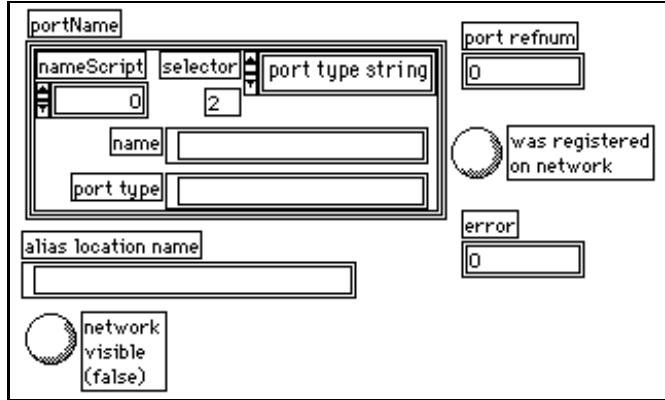 portName
nameScript
selector
port type string
0
2
name
port type
alias location name
network
visible
(false)
port refnum
0
was registered
on network
error
0